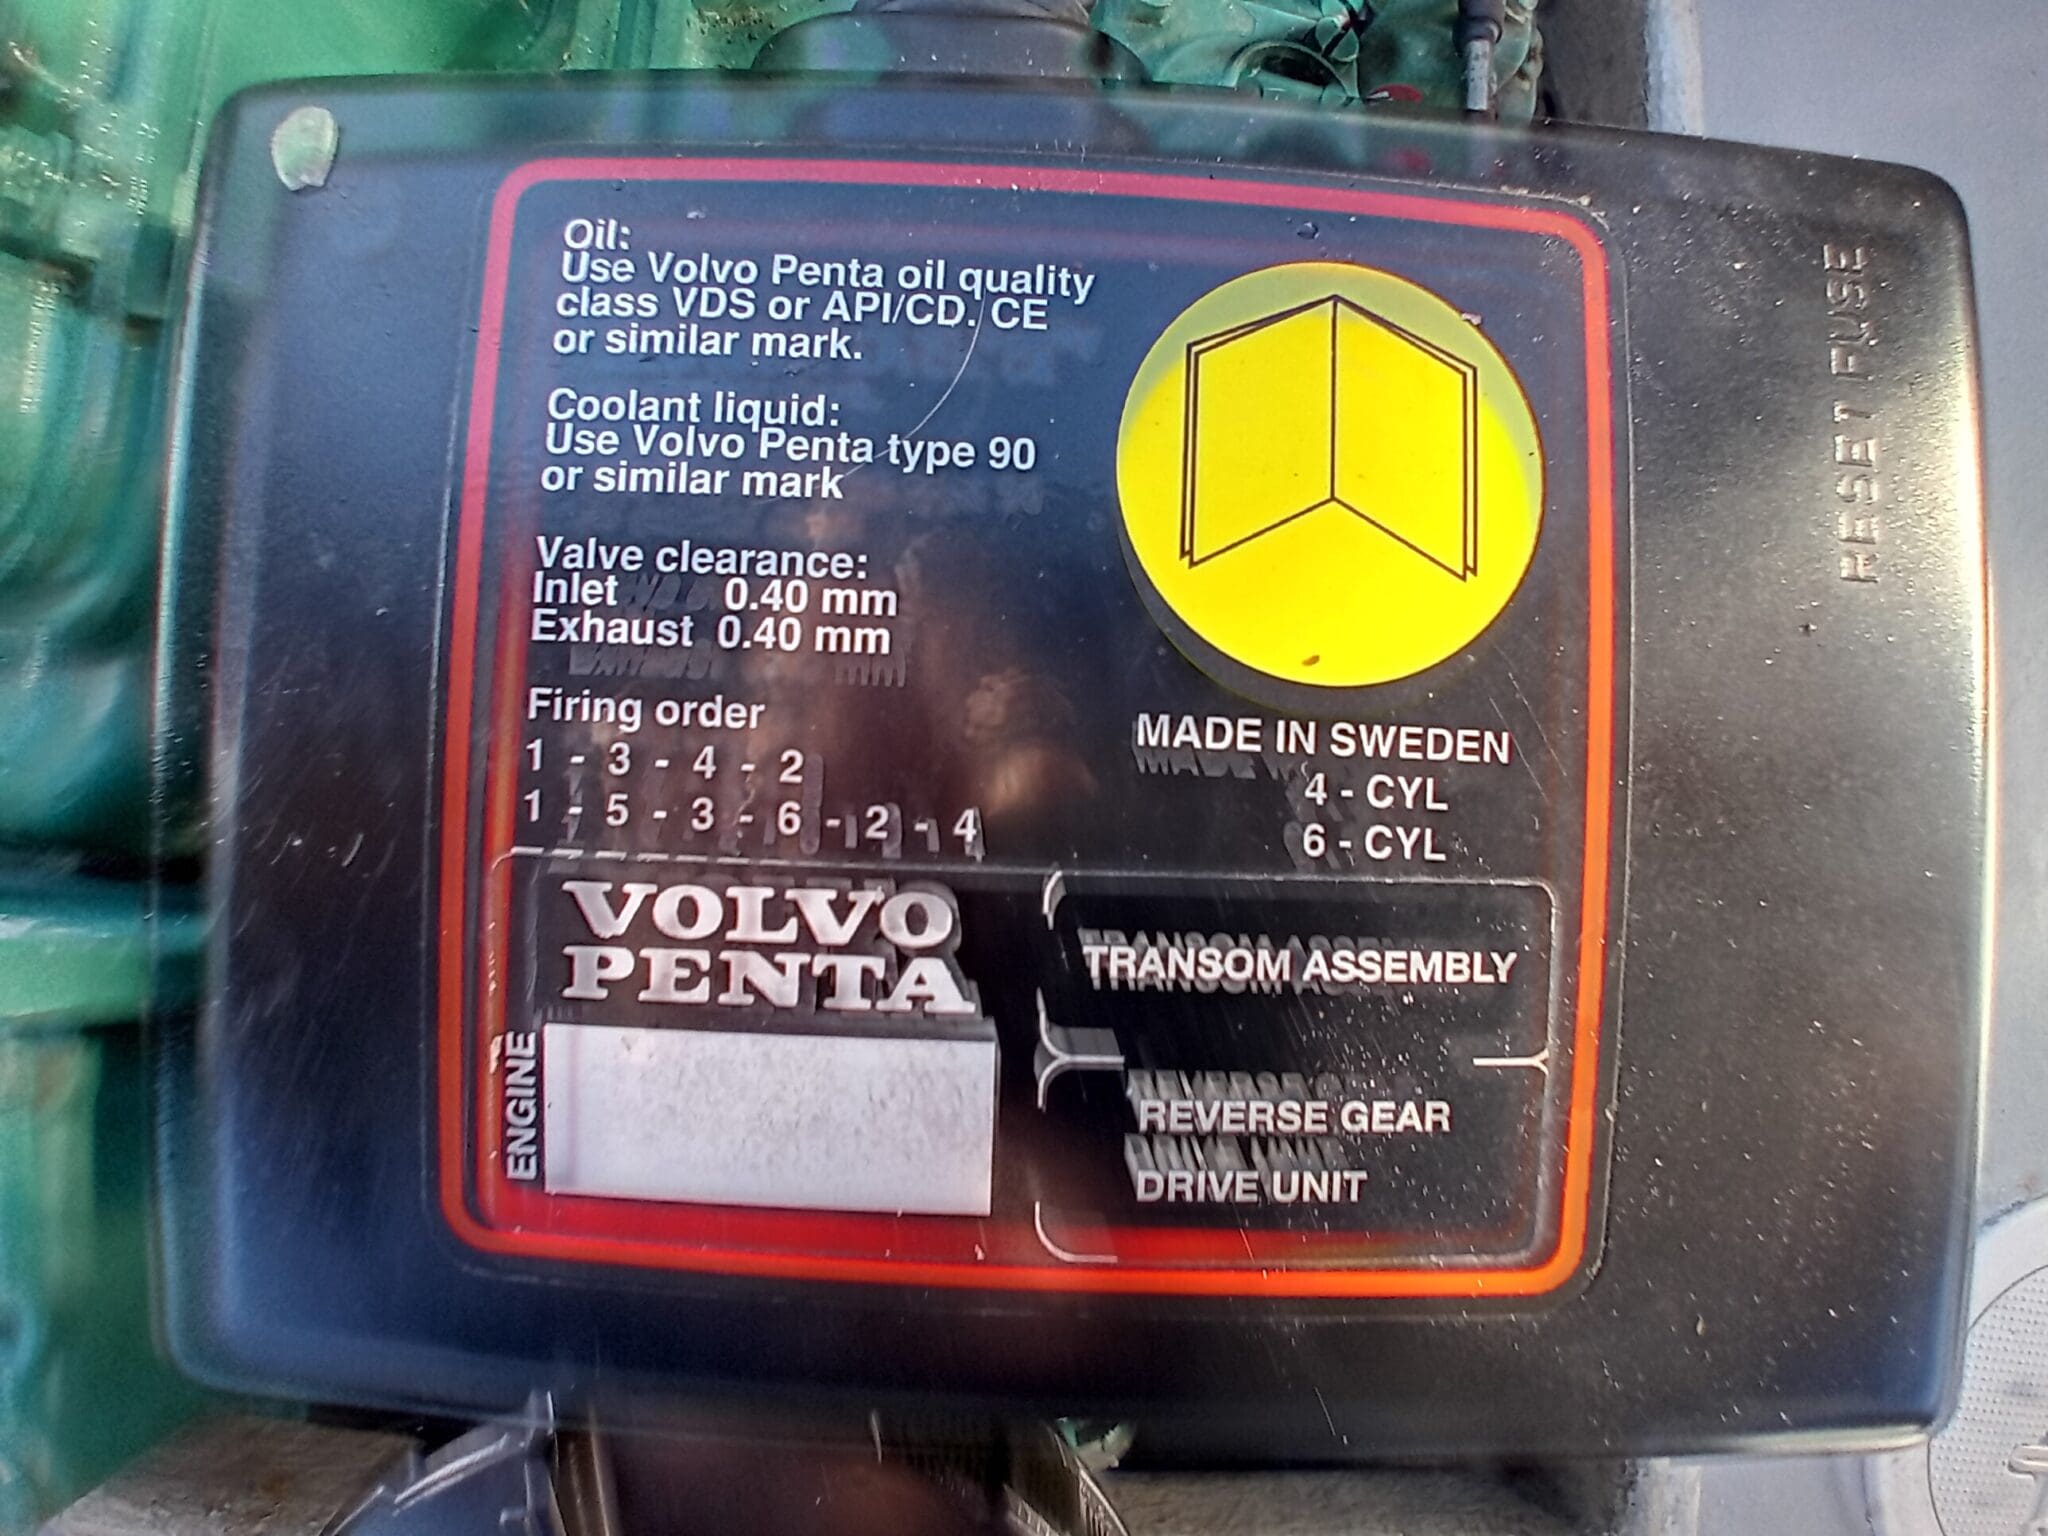 Oil:
Use Volvo Penta oil quality
class VDS or API/CD. CE
or similar mark.
Coolant liquid:
Use Volvo Penta type 90
or similar mark
Valve clearance:
Inlet 0.40 mm
Exhaust 0.40 mm
Firing order
1 - 3 - 4 - 2
1 - 5 - 3 - 6 - 2 - 4
MADE IN SWEDEN
4 - CYL
6 - CYL
VOLVO
PENTA
ENGINE
TRANSOM ASSEMBLY
REVERSE GEAR
DRIVE UNIT
RESET FUSE